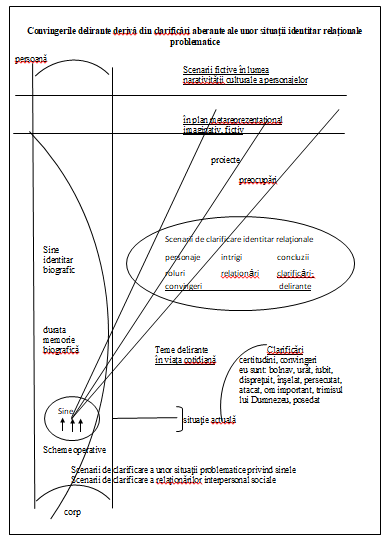 Convingerile delirante derivă din clarificări aberante ale unor situații identitar relaționale
problematice
persoană
Scenarii fictive în lumea
narativității culturale a personajelor
în plan metareprezentațional
imaginativ, fictiv
proiecte
preocupări
Scenarii de clarificare identitar relaționale
personaje intrigi concluzii
roluri relaționări clarificări-
convingeri delirante
Sine
identitar
biografic
durata
memorie
biografică
Teme delirante
în viața cotidiană
Clarificări
certitudini, convingeri
eu sunt: bolnav, urât, iubit,
disprețuit, înșelat, persecutat,
atacat, om important, trimisul
lui Dumnezeu, posedat
Sine
situație actuală
Scheme operative
Scenarii de clarificare a unor situații problematice privind sinele
Scenarii de clarificare a relaționărilor interpersonal sociale
corp